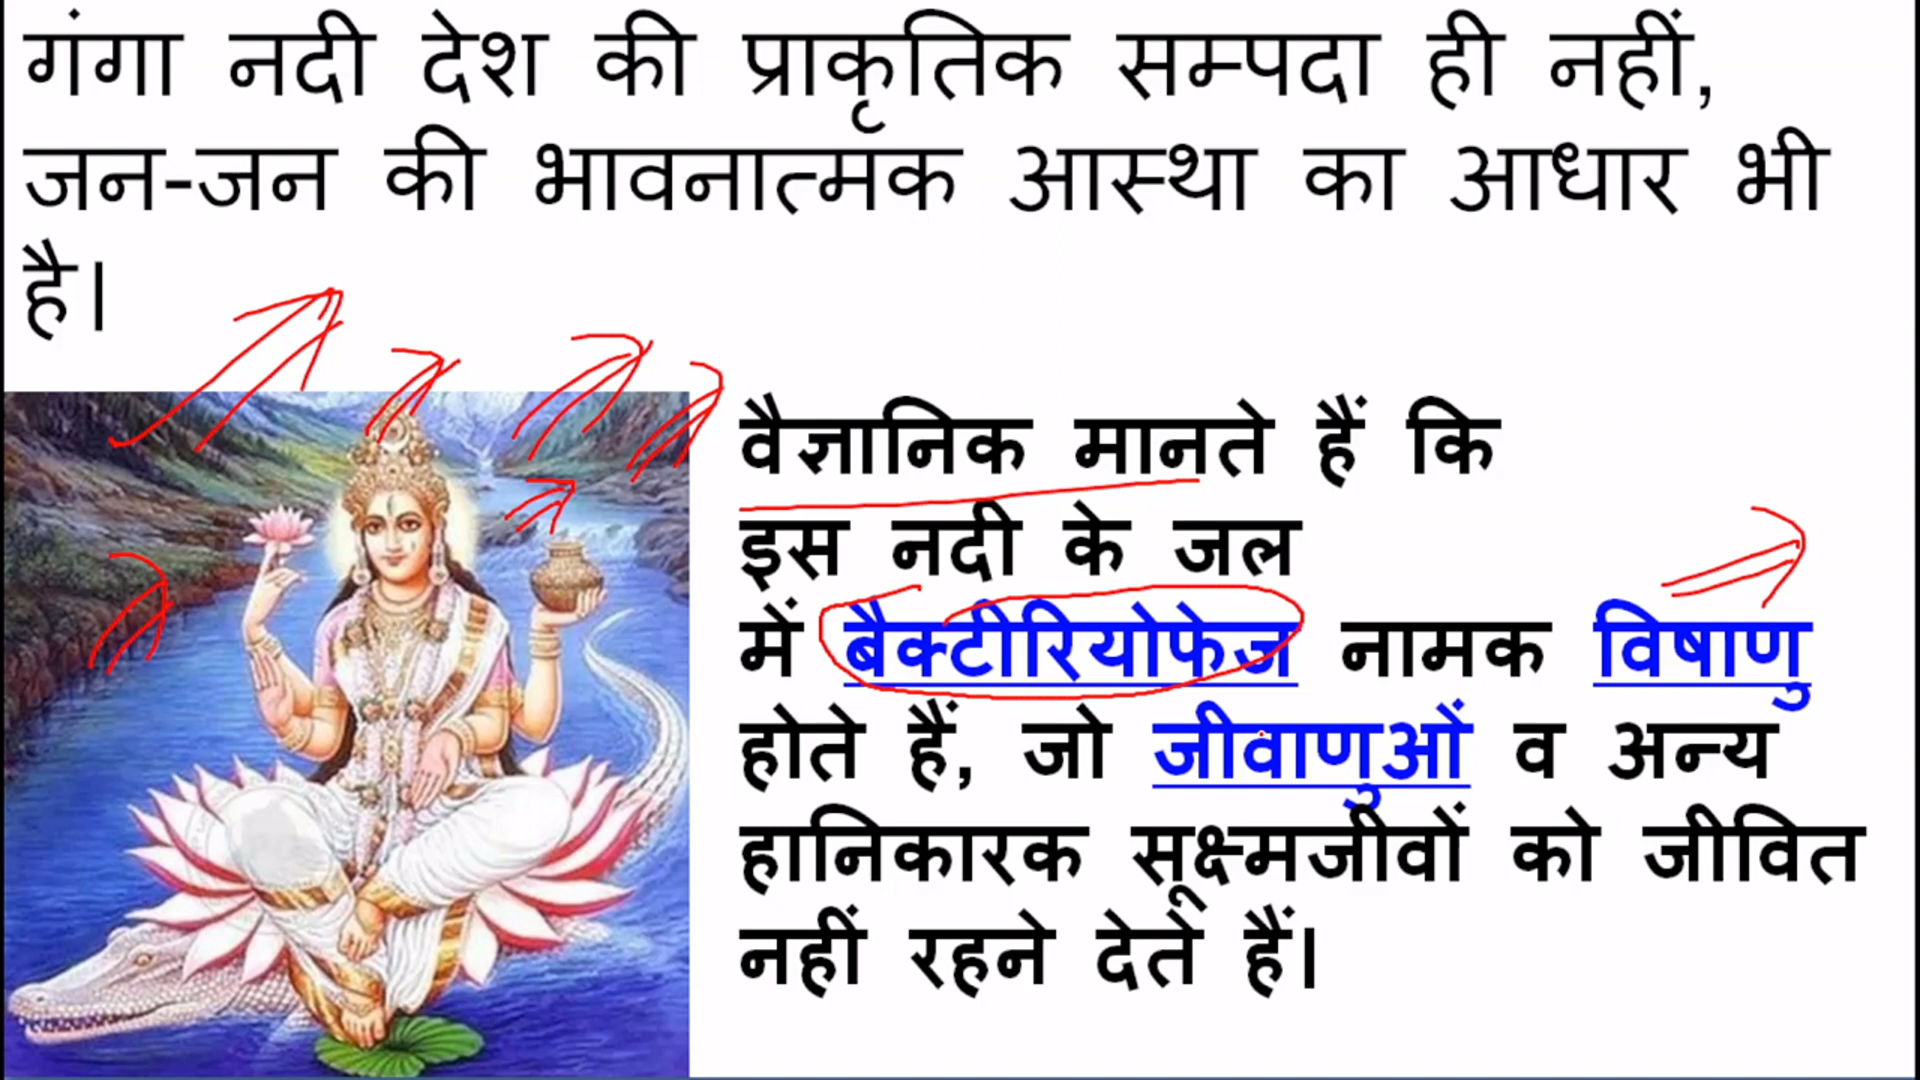 गंगा नदी देश की प्राकृतिक सम्पदा ही नहीं,
जन-जन की भावनात्मक आस्था का आधार भी
है।
वैज्ञानिक मानते हैं कि
इस नदी के जल
में बैक्टीरियोफेज नामक विषाणु
होते हैं, जो जीवाणुओं व अन्य
हानिकारक सूक्ष्मजीवों को जीवित
नहीं रहने देते हैं।